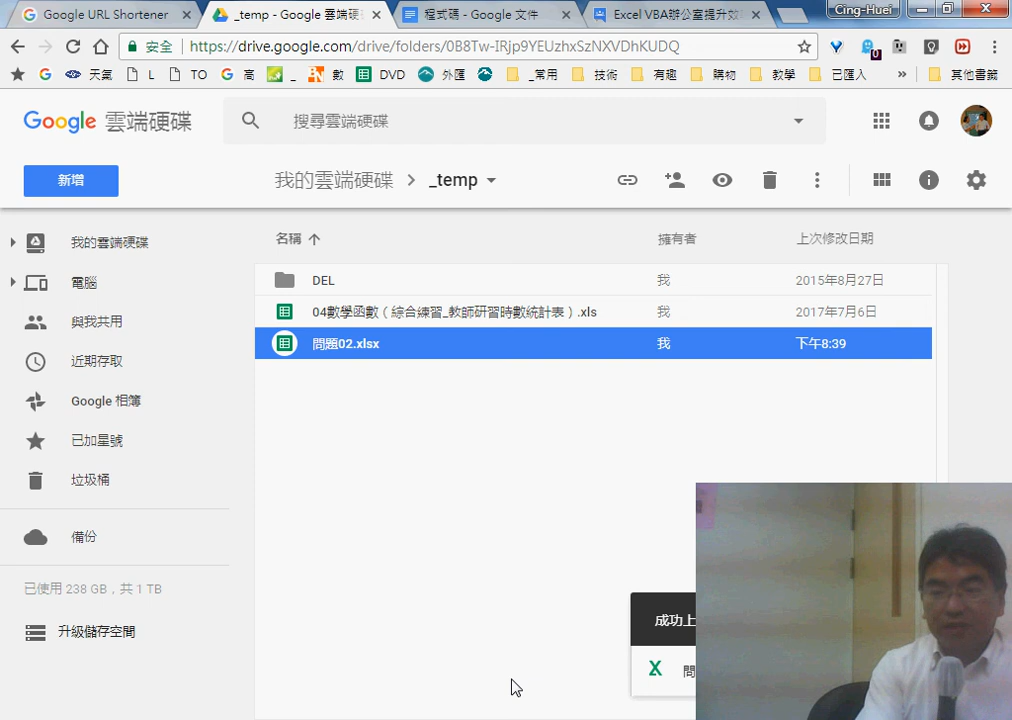 Google URL Shortener
_temp - Google 雲端硬碟
程式碼 - Google 文件
Excel VBA辦公室提升效
Cing-Huei
安全
https://drive.google.com/drive/folders/0B8Tw-IRjp9YEUzhxSzNXVDhKUDQ
0
天氣
L
TO
高
_
數
DVD
外匯
_常用
技術
有趣
購物
教學
已匯入
»
其他書籤
Google 雲端硬碟
搜尋雲端硬碟
新增
我的雲端硬碟 > _temp
我的雲端硬碟
電腦
與我共用
近期存取
Google 相簿
已加星號
垃圾桶
備份
已使用 238 GB，共 1 TB
升級儲存空間
名稱
擁有者
上次修改日期
DEL
我
2015年8月27日
04數學函數（綜合練習_教師研習時數統計表）.xls
我
2017年7月6日
問題02.xlsx
我
下午8:39
成功上
問